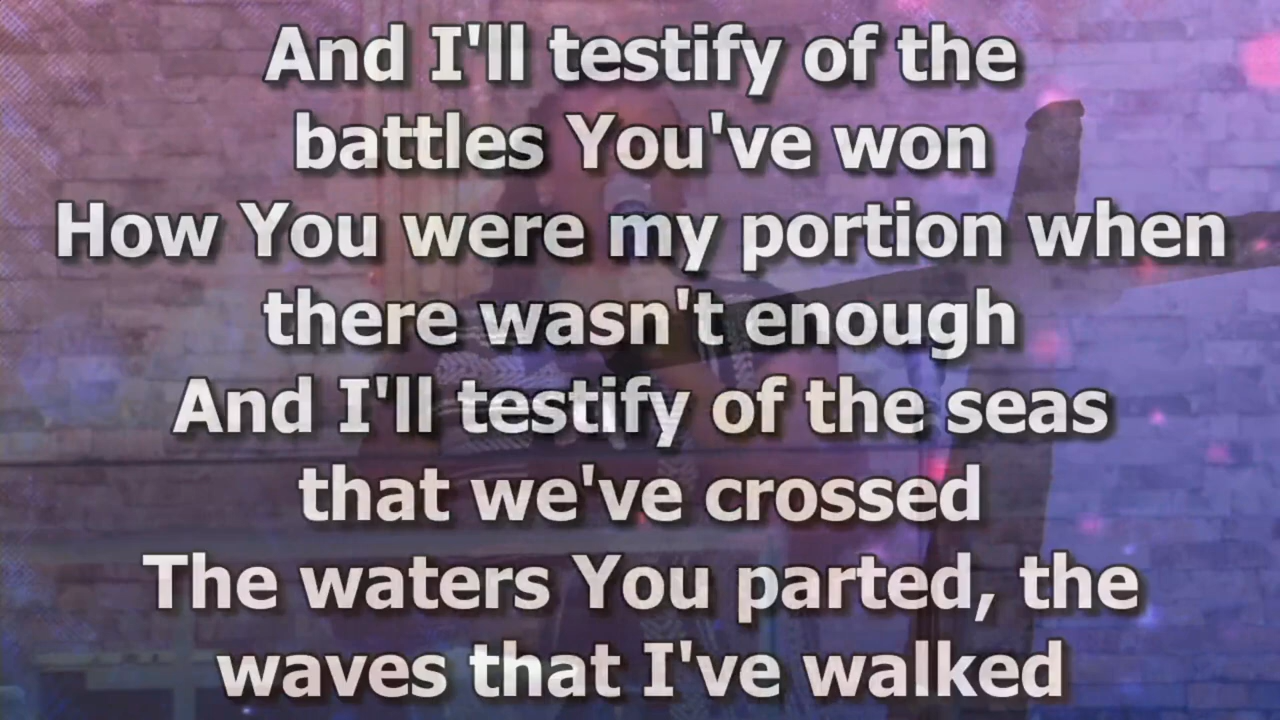 And I'll testify of the
battles You've won
How You were my portion when
there wasn't enough
And I'll testify of the seas
that we've crossed
The waters You parted, the
waves that I've walked